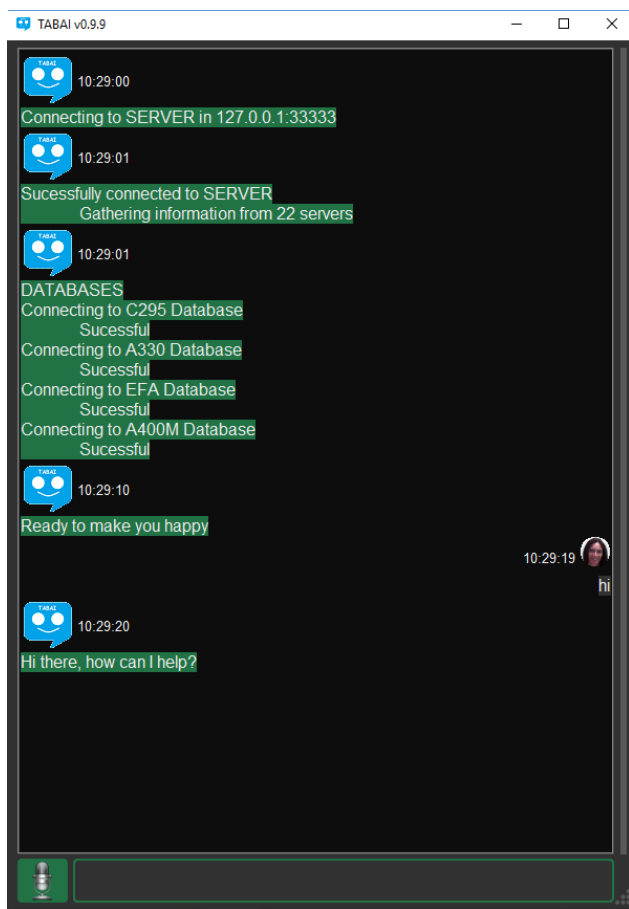 TABAI v0.9.9
TABAI
10:29:00
Connecting to SERVER in 127.0.0.1:33333
TABAI
10:29:01
Sucessfully connected to SERVER
Gathering information from 22 servers
TABAI
10:29:01
DATABASES
Connecting to C295 Database
Sucessful
Connecting to A330 Database
Sucessful
Connecting to EFA Database
Sucessful
Connecting to A400M Database
Sucessful
TABAI
10:29:10
Ready to make you happy
10:29:19
hi
TABAI
10:29:20
Hi there, how can I help?